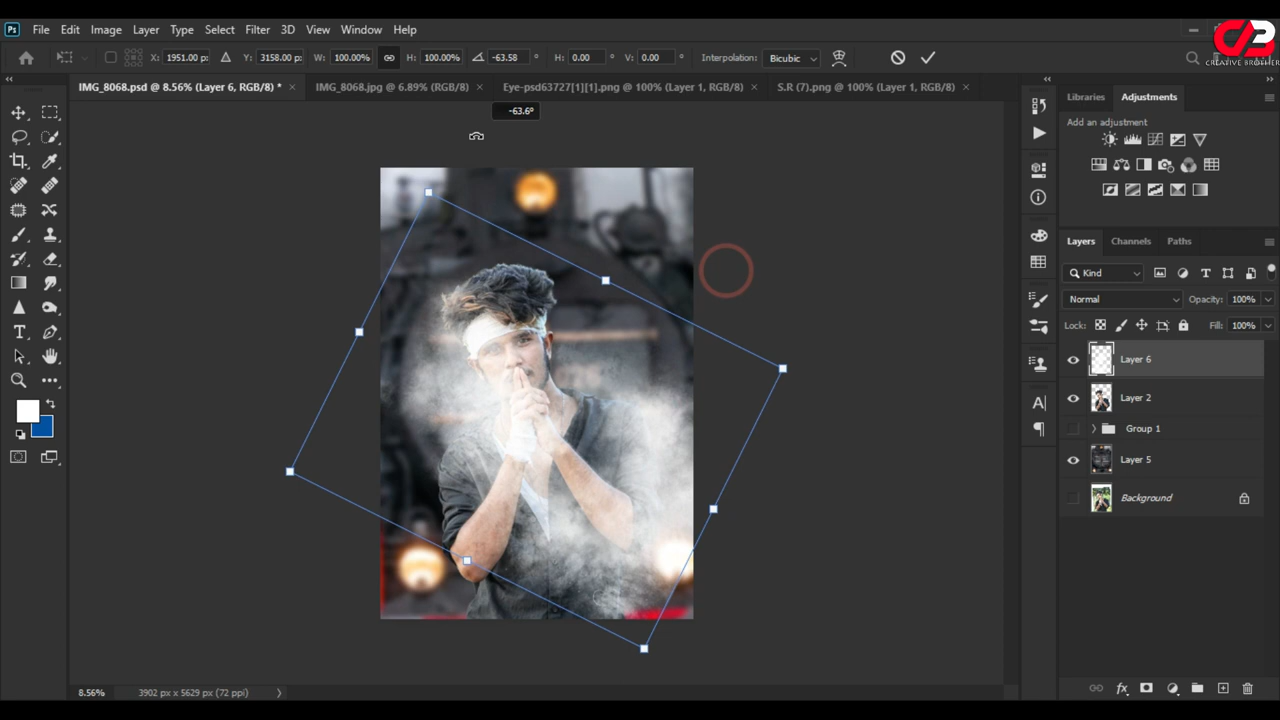 Ps File Edit Image Layer Type Select Filter 3D View Window Help
CREATIVE BROTHER
X: 1951.00 px Y: 3158.00 px W: 100.00% H: 100.00% -63.58 ° H: 0.00 ° V: 0.00 ° Interpolation: Bicubic
IMG_8068.psd @ 8.56% (Layer 6, RGB/8) * × IMG_8068.jpg @ 6.89% (RGB/8) × Eye-psd63727[1][1].png @ 100% (Layer 1, RGB/8) × S.R (7).png @ 100% (Layer 1, RGB/8) ×
-63.6°
Libraries Adjustments
Add an adjustment
Layers Channels Paths
Kind
Normal Opacity: 100%
Lock: Fill: 100%
Layer 6
Layer 2
Group 1
Layer 5
Background
8.56% 3902 px x 5629 px (72 ppi)